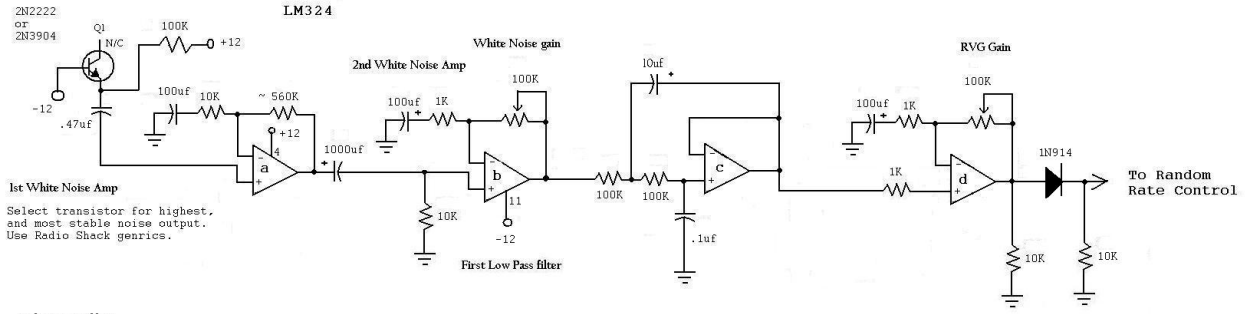 2N2222
or
2N3904
LM324
Q1
N/C
100K
+12
-12
.47uf
100uf
10K
~ 560K
+12
4
a
-
+
1000uf
+
1st White Noise Amp
Select transistor for highest,
and most stable noise output.
Use Radio Shack genrics.
2nd White Noise Amp
White Noise gain
100K
100uf
+
1K
b
-
+
11
-12
10K
First Low Pass filter
10uf
+
100K
100K
c
-
+
.1uf
RVG Gain
100K
100uf
+
1K
1K
d
-
+
1N914
10K
10K
To Random
Rate Control